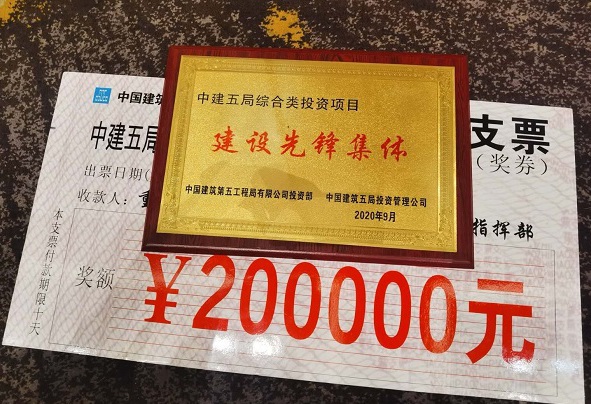 中建五局综合类投资项目
建设先锋集体
中国建筑第五工程局有限公司投资部 中国建筑五局投资管理公司
2020年9月
中国建筑
中建五局 支票
出票日期( (奖券)
收款人：重 指挥部
本支票付款期限十天
奖额 ¥200000元